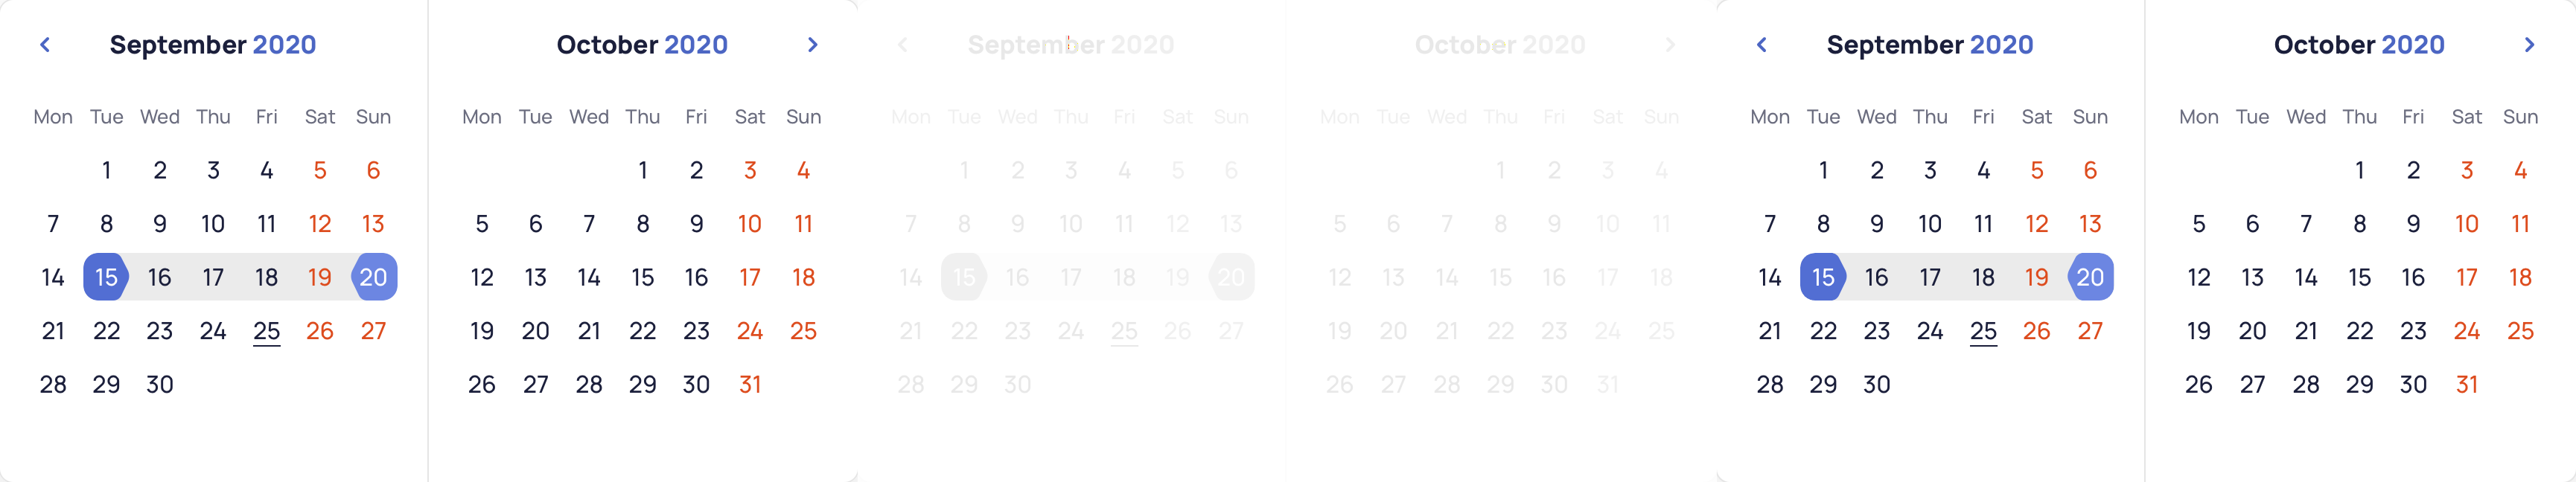 September 2020 October 2020 September 2020 October 2020 September 2020 October 2020
Mon Tue Wed Thu Fri Sat Sun Mon Tue Wed Thu Fri Sat Sun Mon Tue Wed Thu Fri Sat Sun Mon Tue Wed Thu Fri Sat Sun Mon Tue Wed Thu Fri Sat Sun Mon Tue Wed Thu Fri Sat Sun
1 2 3 4 5 6 1 2 3 4 1 2 3 4 5 6 1 2 3 4 1 2 3 4 5 6 1 2 3 4
7 8 9 10 11 12 13 5 6 7 8 9 10 11 7 8 9 10 11 12 13 5 6 7 8 9 10 11 7 8 9 10 11 12 13 5 6 7 8 9 10 11
14 15 16 17 18 19 20 12 13 14 15 16 17 18 14 15 16 17 18 19 20 12 13 14 15 16 17 18 14 15 16 17 18 19 20 12 13 14 15 16 17 18
21 22 23 24 25 26 27 19 20 21 22 23 24 25 21 22 23 24 25 26 27 19 20 21 22 23 24 25 21 22 23 24 25 26 27 19 20 21 22 23 24 25
28 29 30 26 27 28 29 30 31 28 29 30 26 27 28 29 30 31 28 29 30 26 27 28 29 30 31